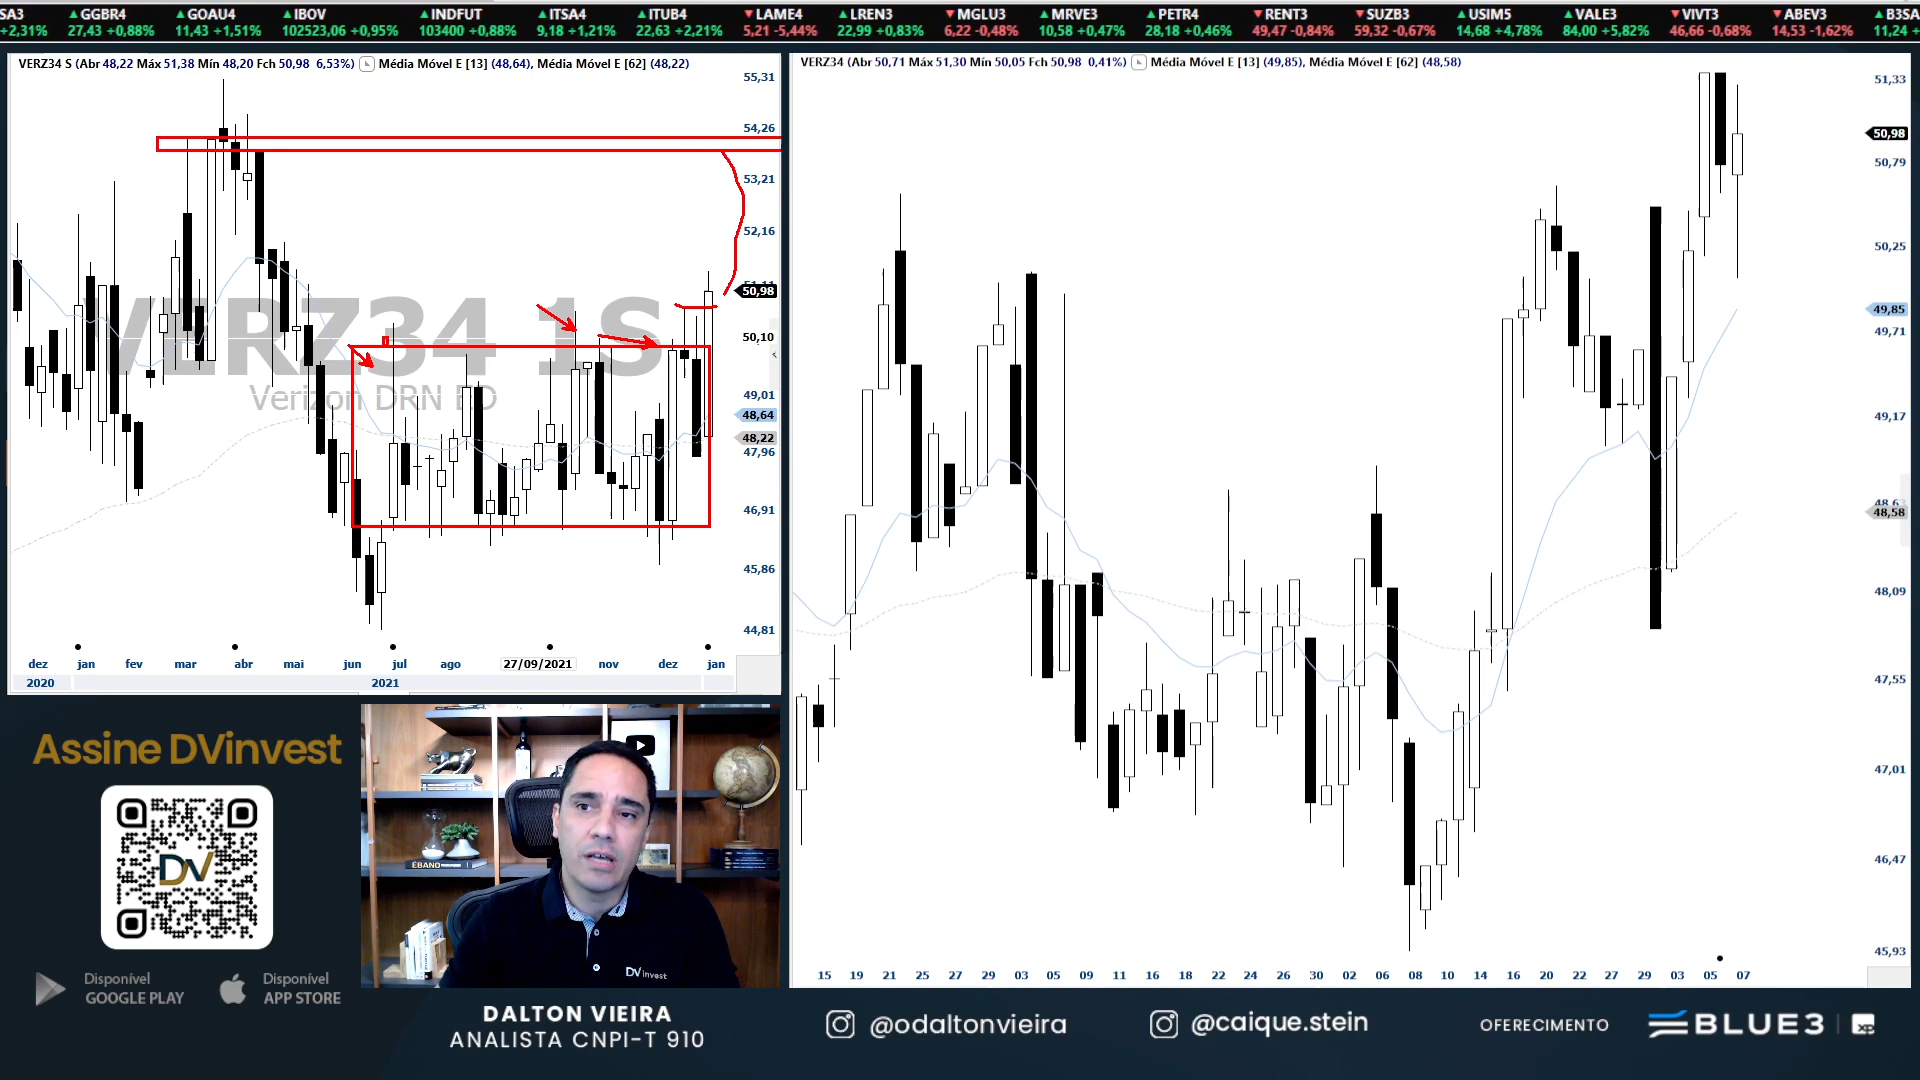 SA3 GGBR4 GOAU4 IBOV INDFUT ITSA4 ITUB4 LAME4 LREN3 MGLU3 MRVE3 PETR4 RENT3 SUZB3 USIM5 VALE3 VIVT3 ABEV3 B3SA
+2,31% 27,43 +0,88% 11,43 +1,51% 102523,06 +0,95% 103400 +0,88% 9,18 +1,21% 22,63 +2,21% 5,21 -5,44% 22,99 +0,83% 6,22 -0,48% 10,58 +0,47% 28,18 +0,46% 49,47 -0,84% 59,32 -0,67% 14,68 +4,78% 84,00 +5,82% 46,66 -0,68% 14,53 -1,62% 11,24 +
VERZ34 S (Abr 48,22 Máx 51,38 Mín 48,20 Fch 50,98 6,53%) Média Móvel E [13] (48,64), Média Móvel E [62] (48,22)
55,31
54,26
53,21
52,16
50,98
50,10
49,01
48,64
48,22
47,96
46,91
45,86
44,81
VERZ34 1S
Verizon DRN ED
dez jan fev mar abr mai jun jul ago 27/09/2021 nov dez jan
2020 2021
VERZ34 (Abr 50,71 Máx 51,30 Mín 50,05 Fch 50,98 0,41%) Média Móvel E [13] (49,85), Média Móvel E [62] (48,58)
51,33
50,98
50,79
50,25
49,85
49,71
49,17
48,63
48,58
48,09
47,55
47,01
46,47
45,93
15 19 21 25 27 29 03 05 09 11 16 18 22 24 26 30 02 06 08 10 14 16 20 22 27 29 03 05 07
Assine DVinvest
DV
Disponível
GOOGLE PLAY
Disponível
APP STORE
ÉBANO
DVinvest
DALTON VIEIRA
ANALISTA CNPI-T 910
@odaltonvieira
@caique.stein
OFERECIMENTO
BLUE3
xp